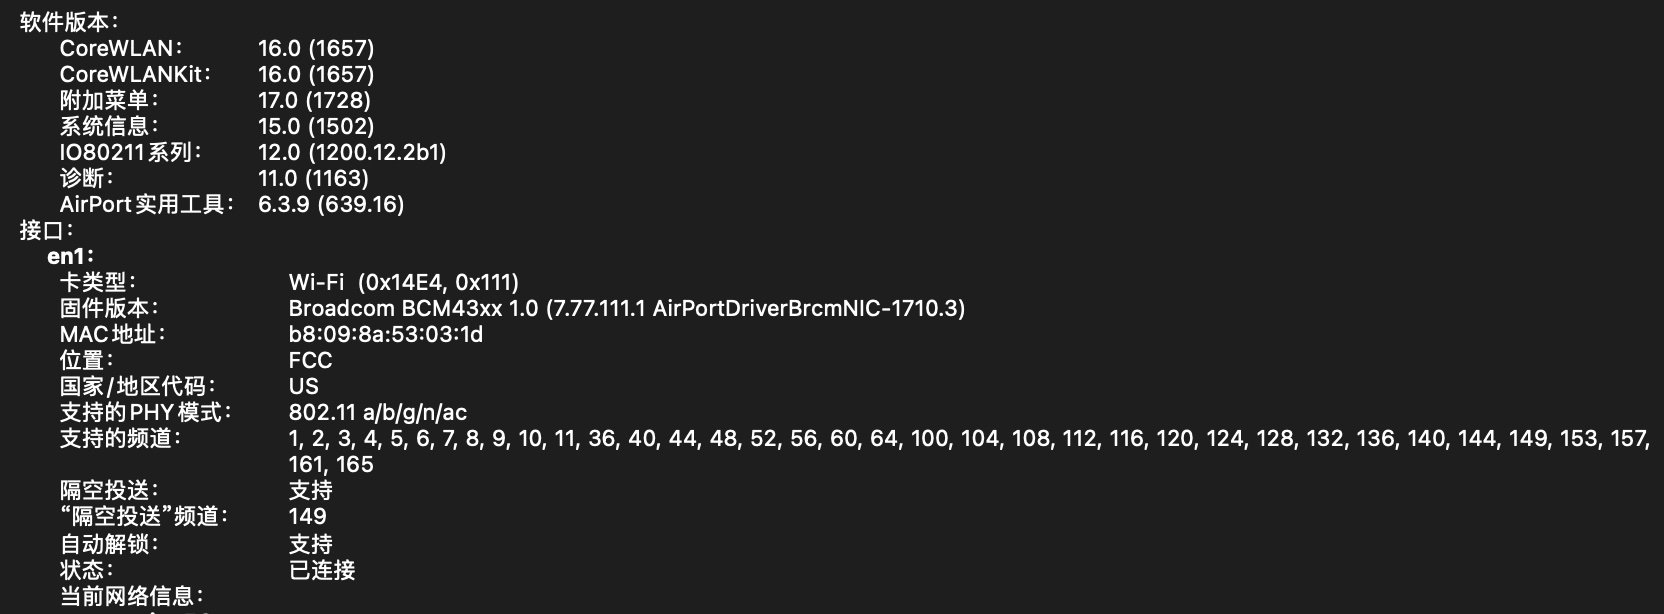 软件版本：
CoreWLAN： 16.0 (1657)
CoreWLANKit： 16.0 (1657)
附加菜单： 17.0 (1728)
系统信息： 15.0 (1502)
IO80211系列： 12.0 (1200.12.2b1)
诊断： 11.0 (1163)
AirPort实用工具： 6.3.9 (639.16)
接口：
en1：
卡类型： Wi-Fi  (0x14E4, 0x111)
固件版本： Broadcom BCM43xx 1.0 (7.77.111.1 AirPortDriverBrcmNIC-1710.3)
MAC地址： b8:09:8a:53:03:1d
位置： FCC
国家/地区代码： US
支持的PHY模式： 802.11 a/b/g/n/ac
支持的频道： 1, 2, 3, 4, 5, 6, 7, 8, 9, 10, 11, 36, 40, 44, 48, 52, 56, 60, 64, 100, 104, 108, 112, 116, 120, 124, 128, 132, 136, 140, 144, 149, 153, 157,
161, 165
隔空投送： 支持
“隔空投送”频道： 149
自动解锁： 支持
状态： 已连接
当前网络信息：